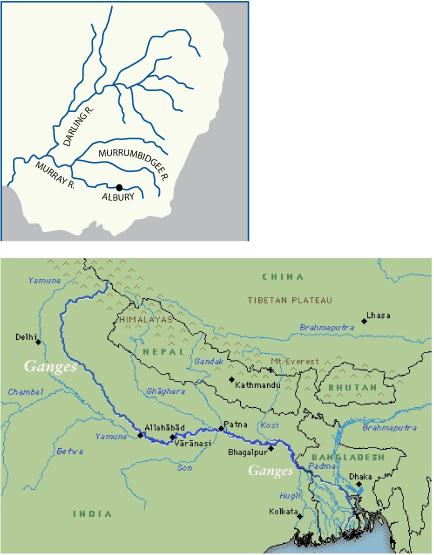 DARLING R.
MURRUMBIDGEE R.
MURRAY R.
ALBURY
Yamuna
CHINA
TIBETAN PLATEAU
HIMALAYAS
Lhasa
Brahmaputra
Delhi
NEPAL
Gandak
Mt Everest
Ganges
Kathmandu
BHUTAN
Chambal
Ghāghara
Yamuna
Allahābād
Patna
Kosi
Brahmaputra
Vārānasi
Betwa
Son
Bhagalpur
BANGLADESH
Ganges
Padma
Dhaka
Hugli
INDIA
Kolkata